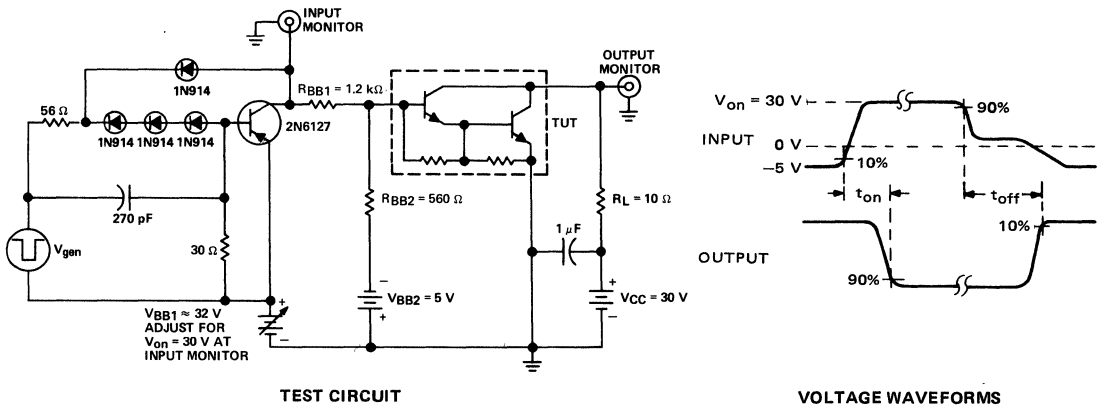 INPUT
MONITOR
OUTPUT
MONITOR
1N914
R_BB1 = 1.2 kΩ
56 Ω
1N914 1N914 1N914
2N6127
TUT
270 pF
R_BB2 = 560 Ω
R_L = 10 Ω
1 μF
V_gen
30 Ω
V_BB1 ≈ 32 V
ADJUST FOR
V_on = 30 V AT
INPUT MONITOR
+
−
−
V_BB2 = 5 V
+
+
V_CC = 30 V
−
TEST CIRCUIT
V_on = 30 V
90%
INPUT
0 V
−5 V
10%
t_on
t_off
10%
OUTPUT
90%
VOLTAGE WAVEFORMS